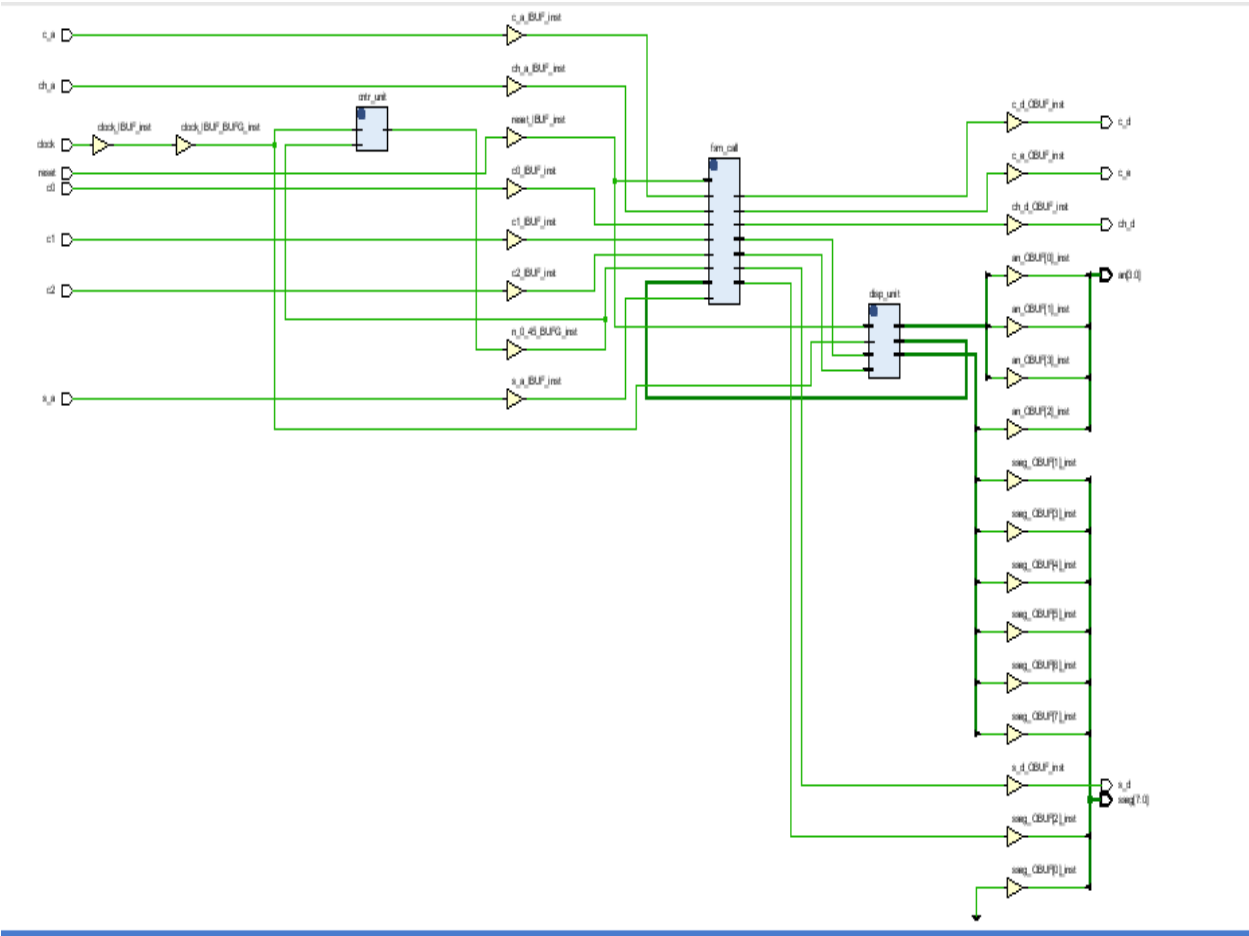 c_a
c_a_IBUF_inst
ch_a
ch_a_IBUF_inst
cntr_unit
clock
clock_IBUF_inst
clock_IBUF_BUFG_inst
reset
reset_IBUF_inst
c0
c0_IBUF_inst
c1
c1_IBUF_inst
c2
c2_IBUF_inst
n_0_45_BUFG_inst
s_a
s_a_IBUF_inst
fsm_call
disp_unit
c_d_OBUF_inst
c_d
c_e_OBUF_inst
c_e
ch_d_OBUF_inst
ch_d
an_OBUF[0]_inst
an[3:0]
an_OBUF[1]_inst
an_OBUF[3]_inst
an_OBUF[2]_inst
sseg_OBUF[1]_inst
sseg_OBUF[3]_inst
sseg_OBUF[4]_inst
sseg_OBUF[5]_inst
sseg_OBUF[6]_inst
sseg_OBUF[7]_inst
s_d_OBUF_inst
s_d
sseg[7:0]
sseg_OBUF[2]_inst
sseg_OBUF[0]_inst